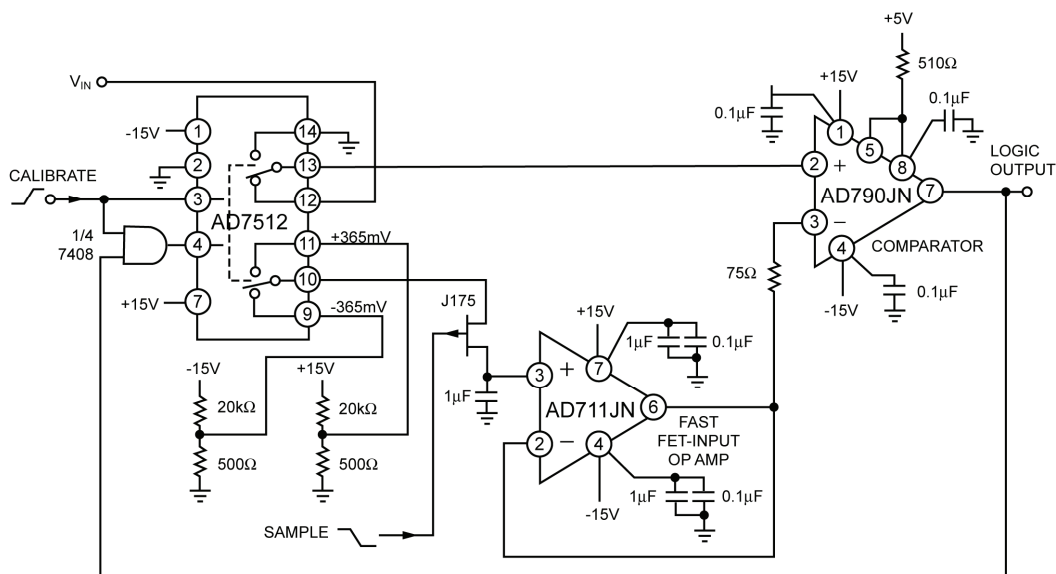 +5V
510Ω
V_IN
+15V
0.1µF
0.1µF
-15V
1
14
1
5
2
13
2
+
8
LOGIC
OUTPUT
CALIBRATE
7
3
12
AD790JN
AD7512
3
–
1/4
7408
4
11
+365mV
4
COMPARATOR
10
75Ω
0.1µF
+15V
7
9
-365mV
J175
-15V
+15V
1µF
0.1µF
-15V
+15V
3
+
7
20kΩ
20kΩ
1µF
AD711JN
6
500Ω
500Ω
2
–
4
FAST
FET-INPUT
OP AMP
1µF
0.1µF
-15V
SAMPLE